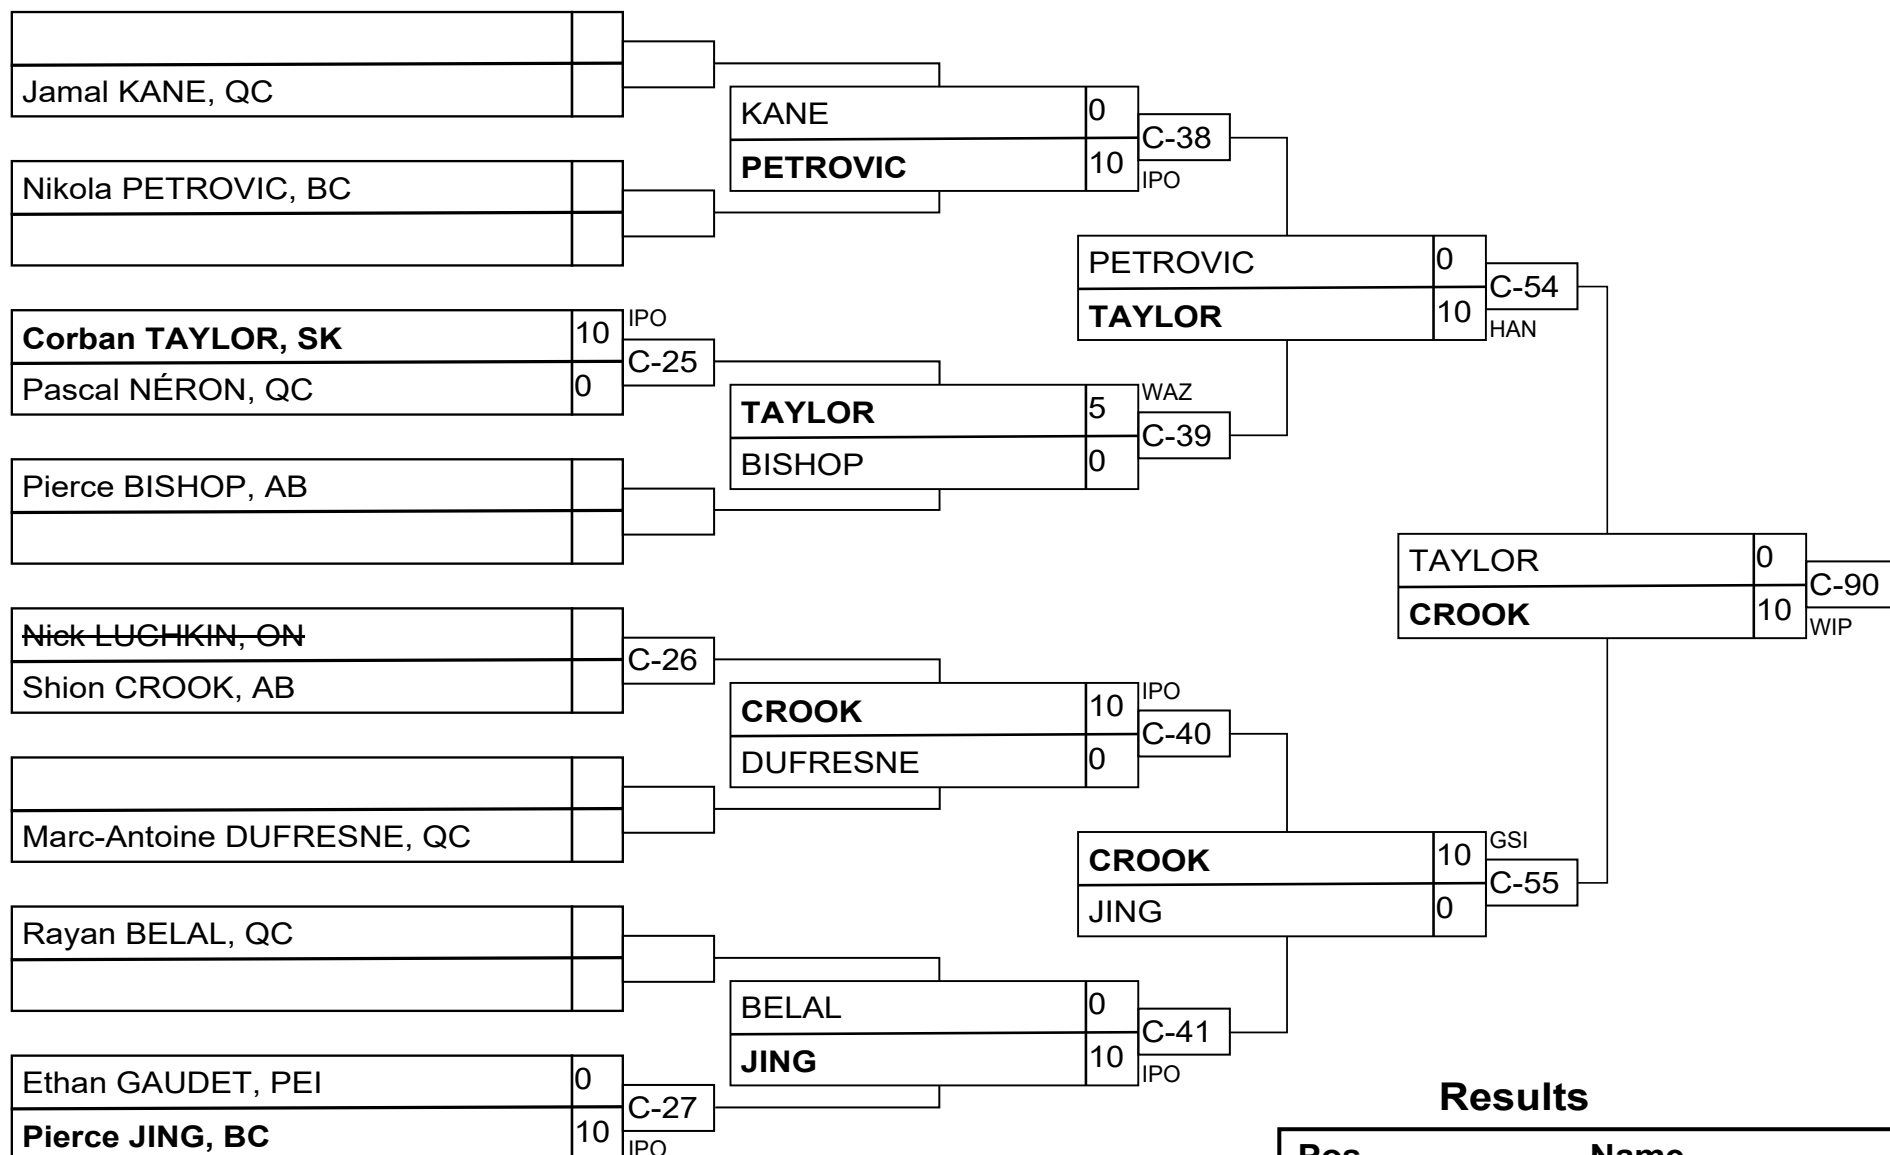 Jamal KANE, QC
KANE 0
PETROVIC 10
C-38
IPO
Nikola PETROVIC, BC
PETROVIC 0
TAYLOR 10
C-54
HAN
Corban TAYLOR, SK 10
Pascal NÉRON, QC 0
IPO
C-25
TAYLOR 5
BISHOP 0
WAZ
C-39
Pierce BISHOP, AB
TAYLOR 0
CROOK 10
C-90
WIP
Nick LUCHKIN, ON
Shion CROOK, AB
C-26
CROOK 10
DUFRESNE 0
IPO
C-40
Marc-Antoine DUFRESNE, QC
CROOK 10
JING 0
GSI
C-55
Rayan BELAL, QC
BELAL 0
JING 10
C-41
IPO
Ethan GAUDET, PEI 0
Pierce JING, BC 10
C-27
IPO
Results
Pos Name